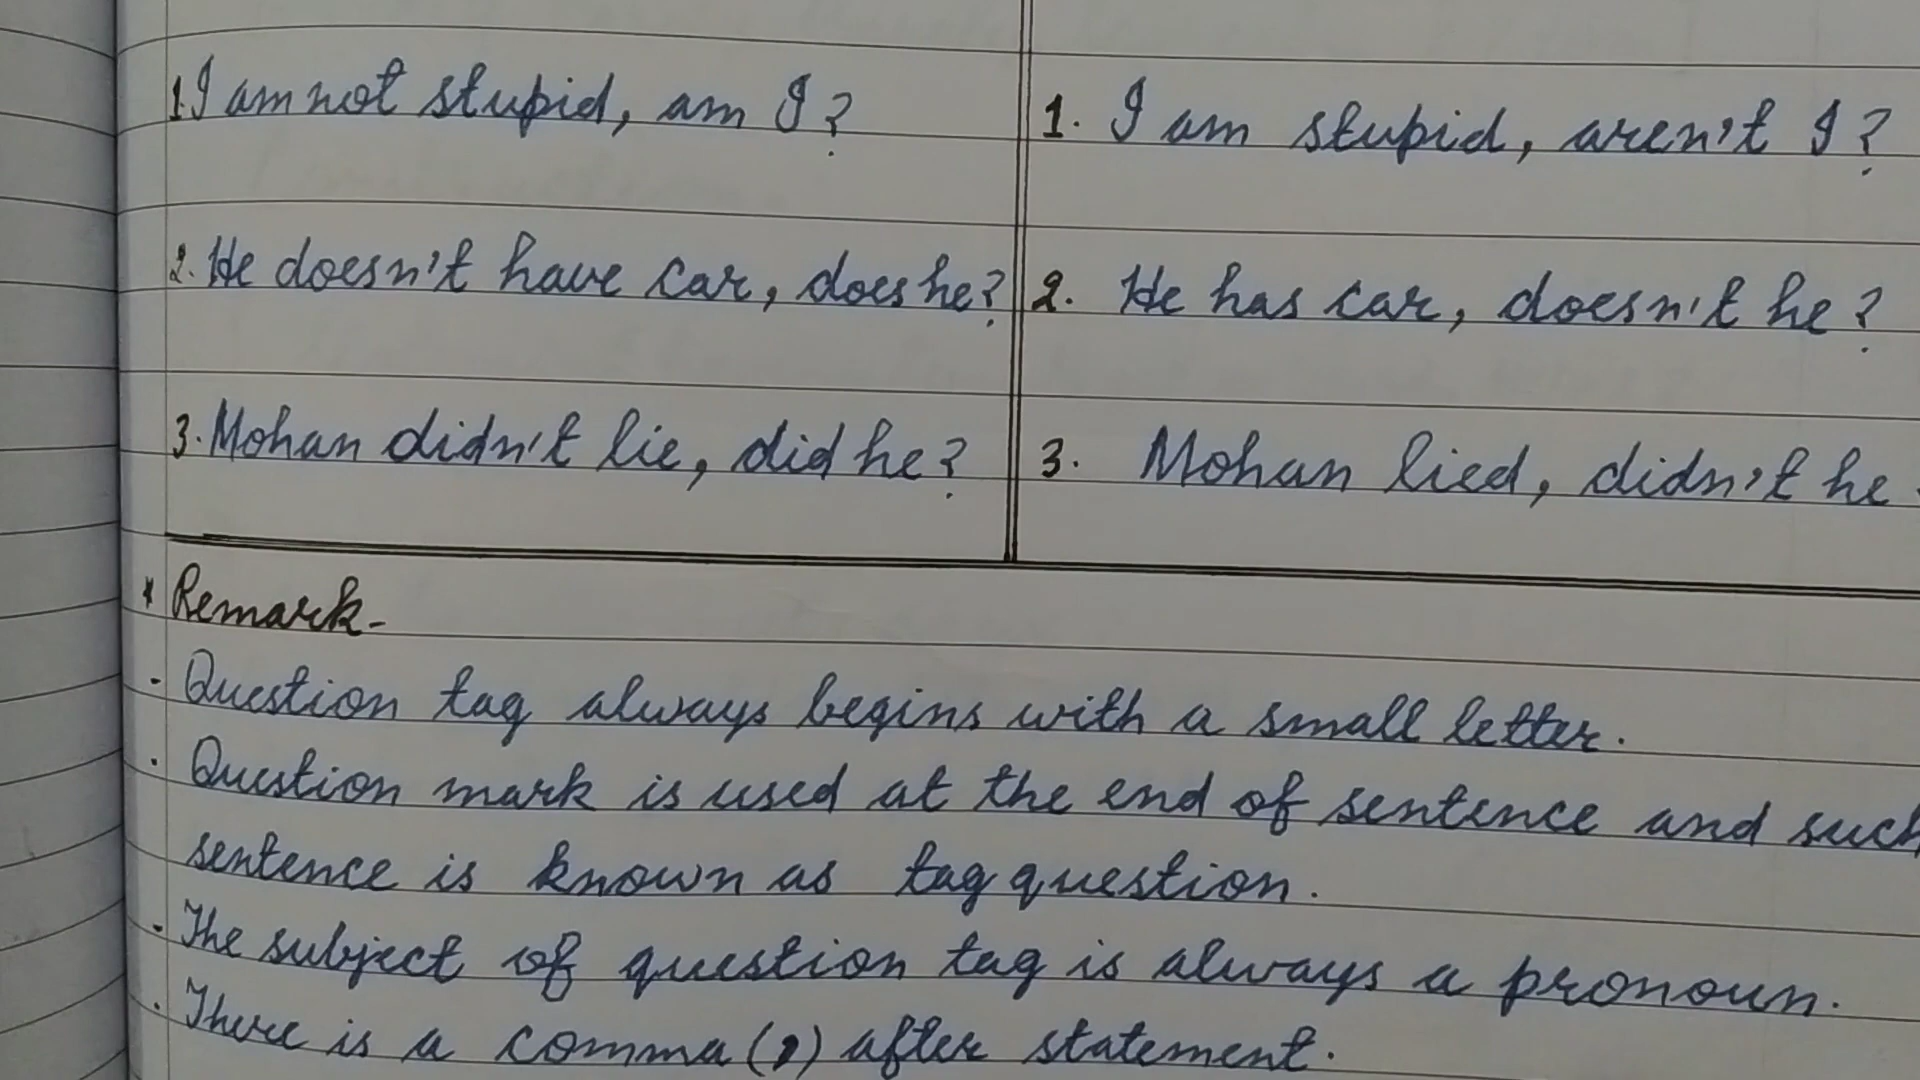 1. I am not stupid, am I?
2. He doesn't have car, does he?
3. Mohan didn't lie, did he?
1. I am stupid, aren't I?
2. He has car, doesn't he?
3. Mohan lied, didn't he
* Remark-
- Question tag always begins with a small letter.
· Question mark is used at the end of sentence and such
sentence is known as tag question.
- The subject of question tag is always a pronoun.
· There is a comma (,) after statement.